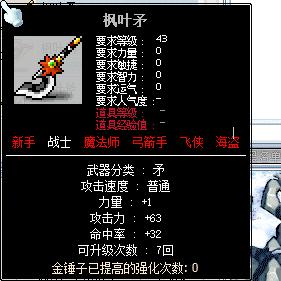 枫叶矛
要求等级: 43
要求力量: 0
要求敏捷: 0
要求智力: 0
要求运气: 0
要求人气度: -
道具等级: -
道具经验值: -
新手 战士 魔法师 弓箭手 飞侠 海盗
武器分类: 矛
攻击速度: 普通
力量: +1
攻击力: +63
命中率: +32
可升级次数: 7回
金锤子已提高的强化次数: 0